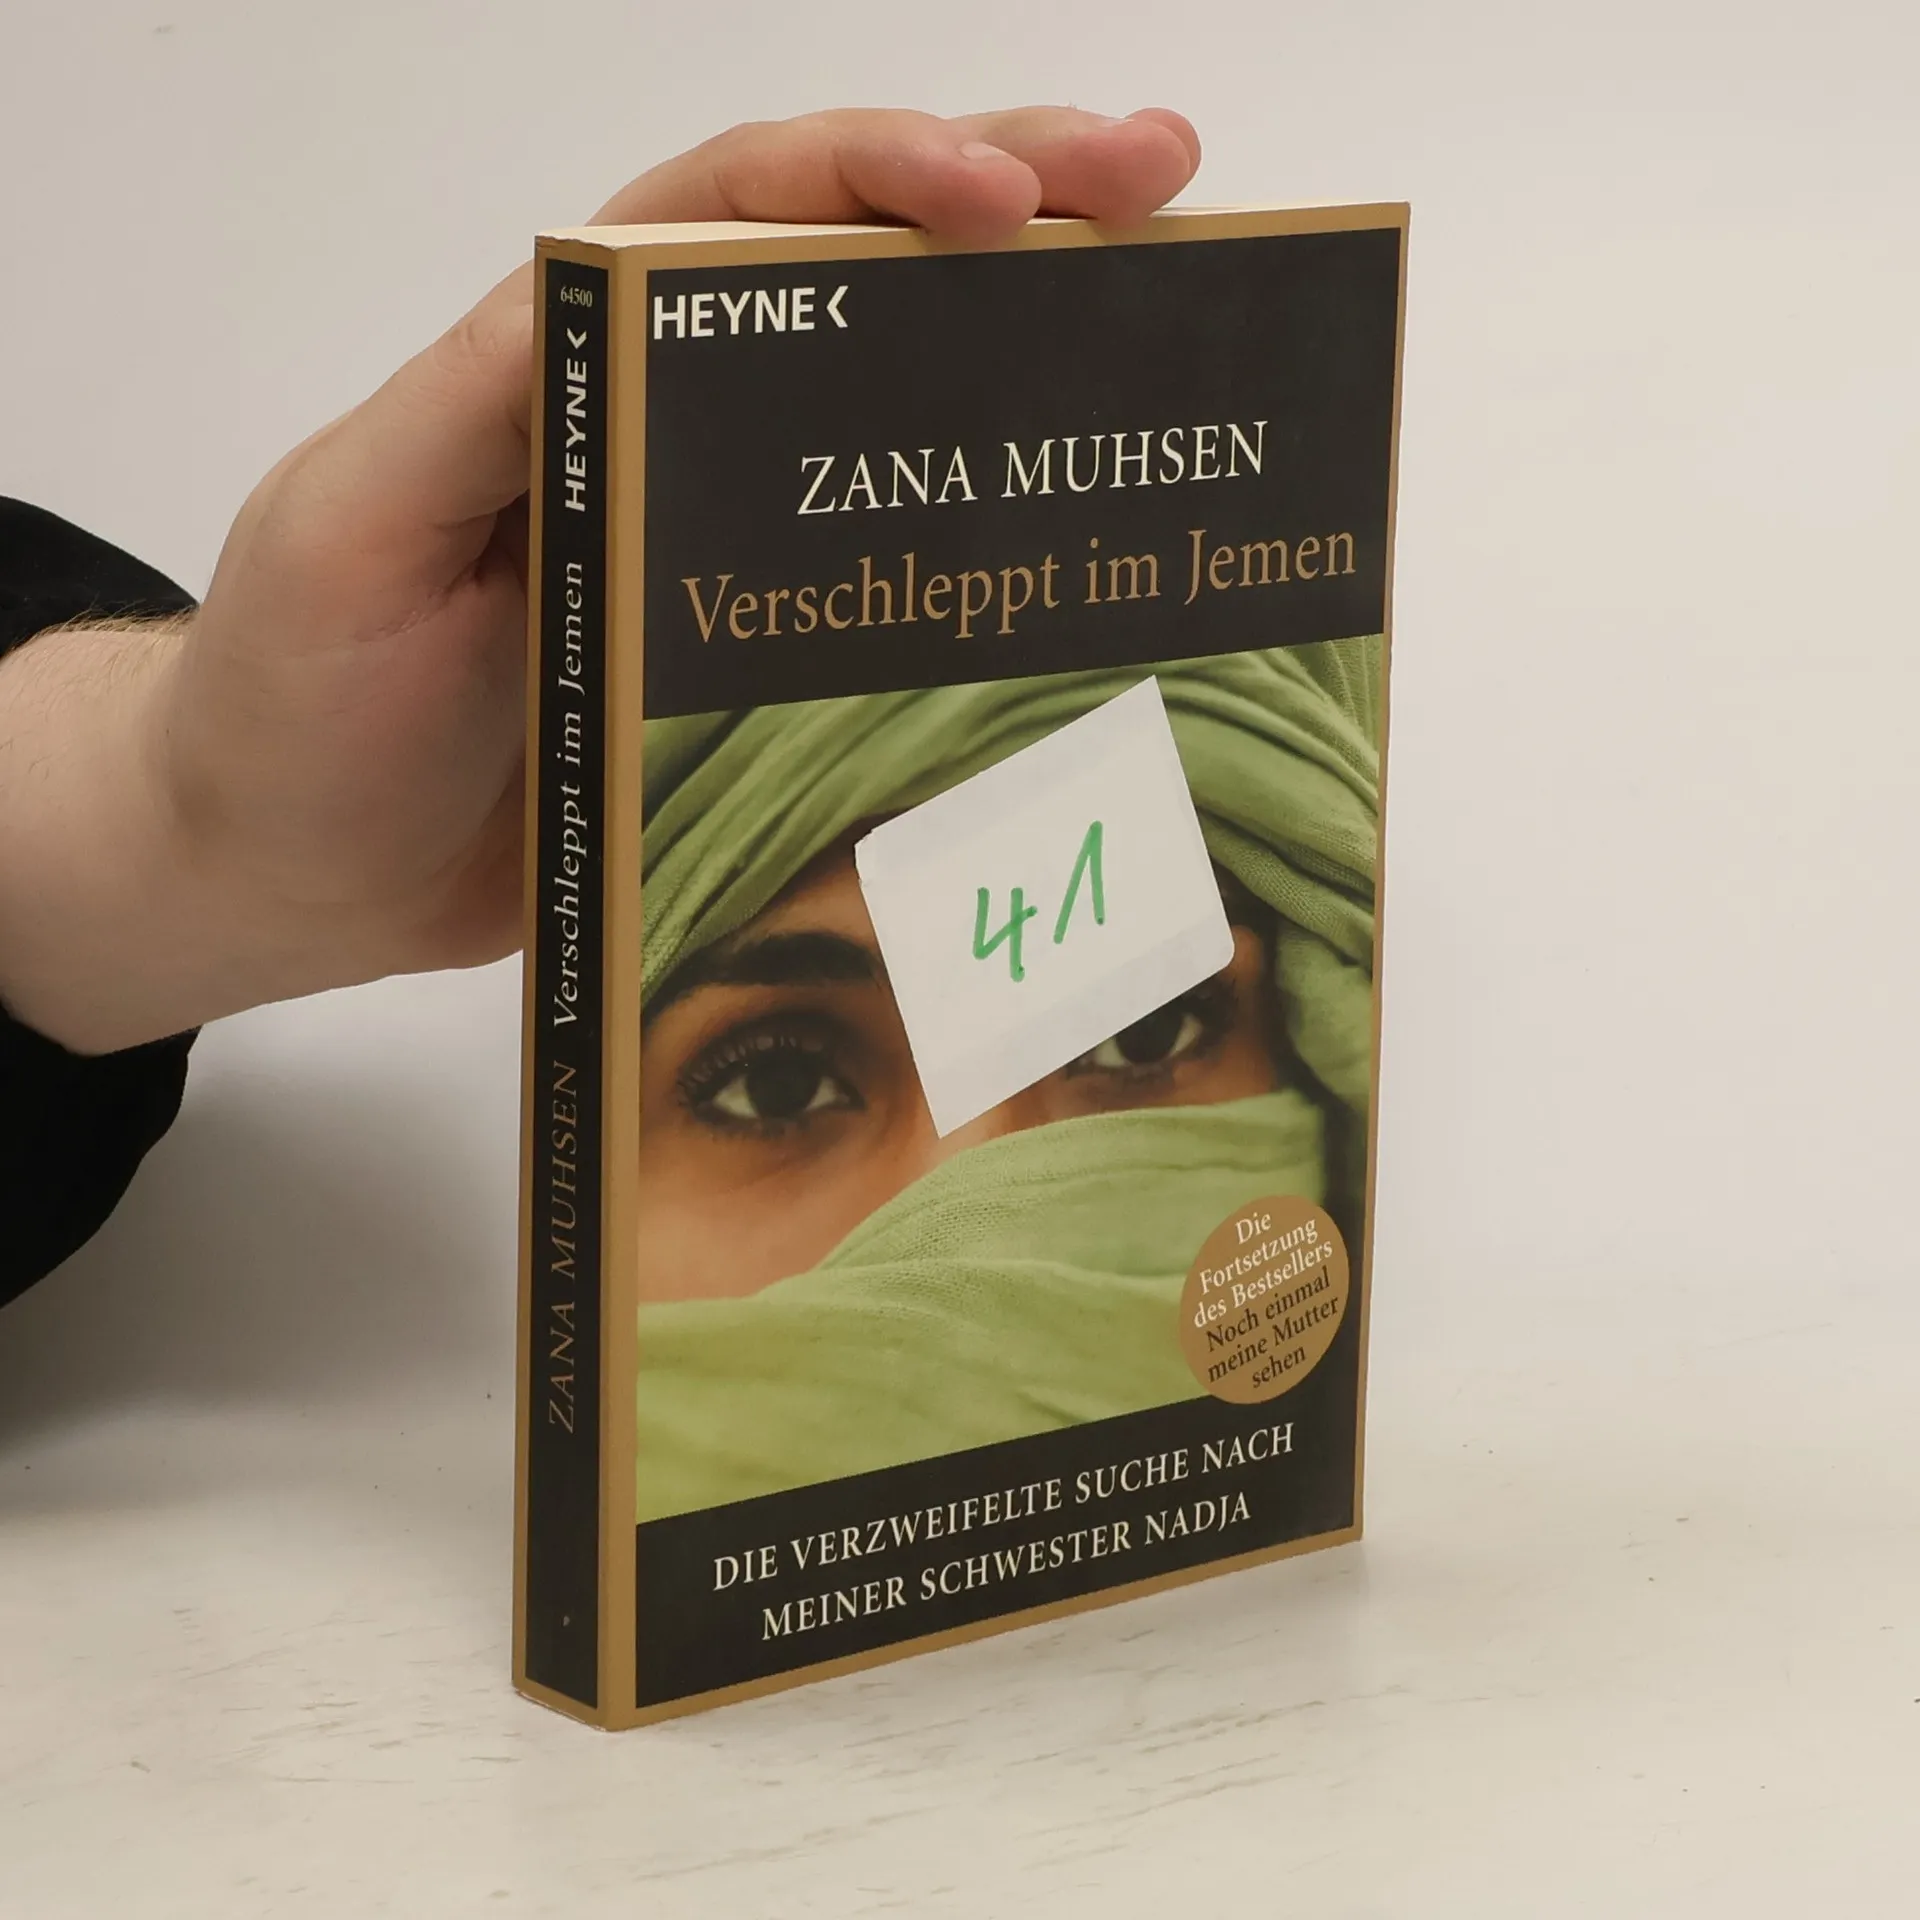 64500
HEYNE
Verschleppt im Jemen
ZANA MUHSEN
HEYNE
ZANA MUHSEN
Verschleppt im Jemen
41
Die
Fortsetzung
des Bestsellers
Noch einmal
meine Mutter
sehen
DIE VERZWEIFELTE SUCHE NACH
MEINER SCHWESTER NADJA